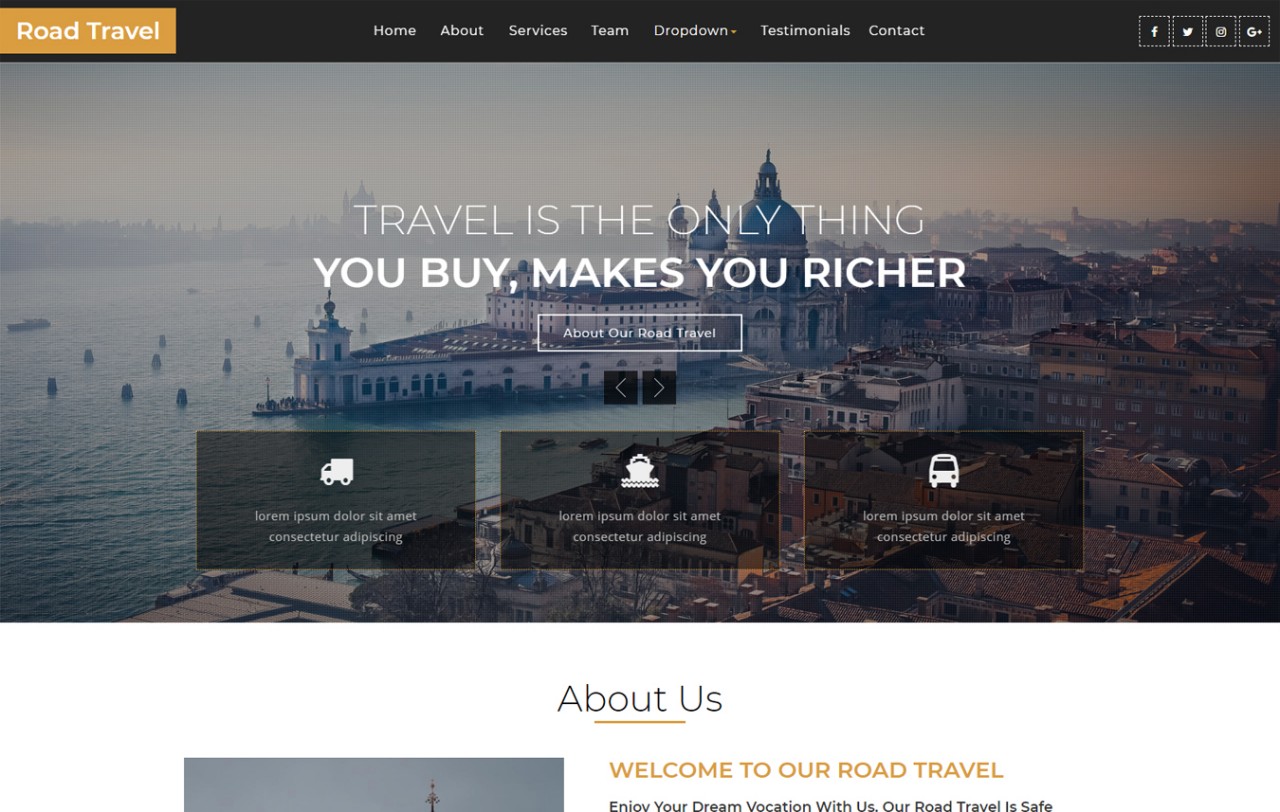 Road Travel
Home About Services Team Dropdown Testimonials Contact
TRAVEL IS THE ONLY THING
YOU BUY, MAKES YOU RICHER
About Our Road Travel
lorem ipsum dolor sit amet
consectetur adipiscing
lorem ipsum dolor sit amet
consectetur adipiscing
lorem ipsum dolor sit amet
consectetur adipiscing
About Us
WELCOME TO OUR ROAD TRAVEL
Enjoy Your Dream Vocation With Us, Our Road Travel Is Safe